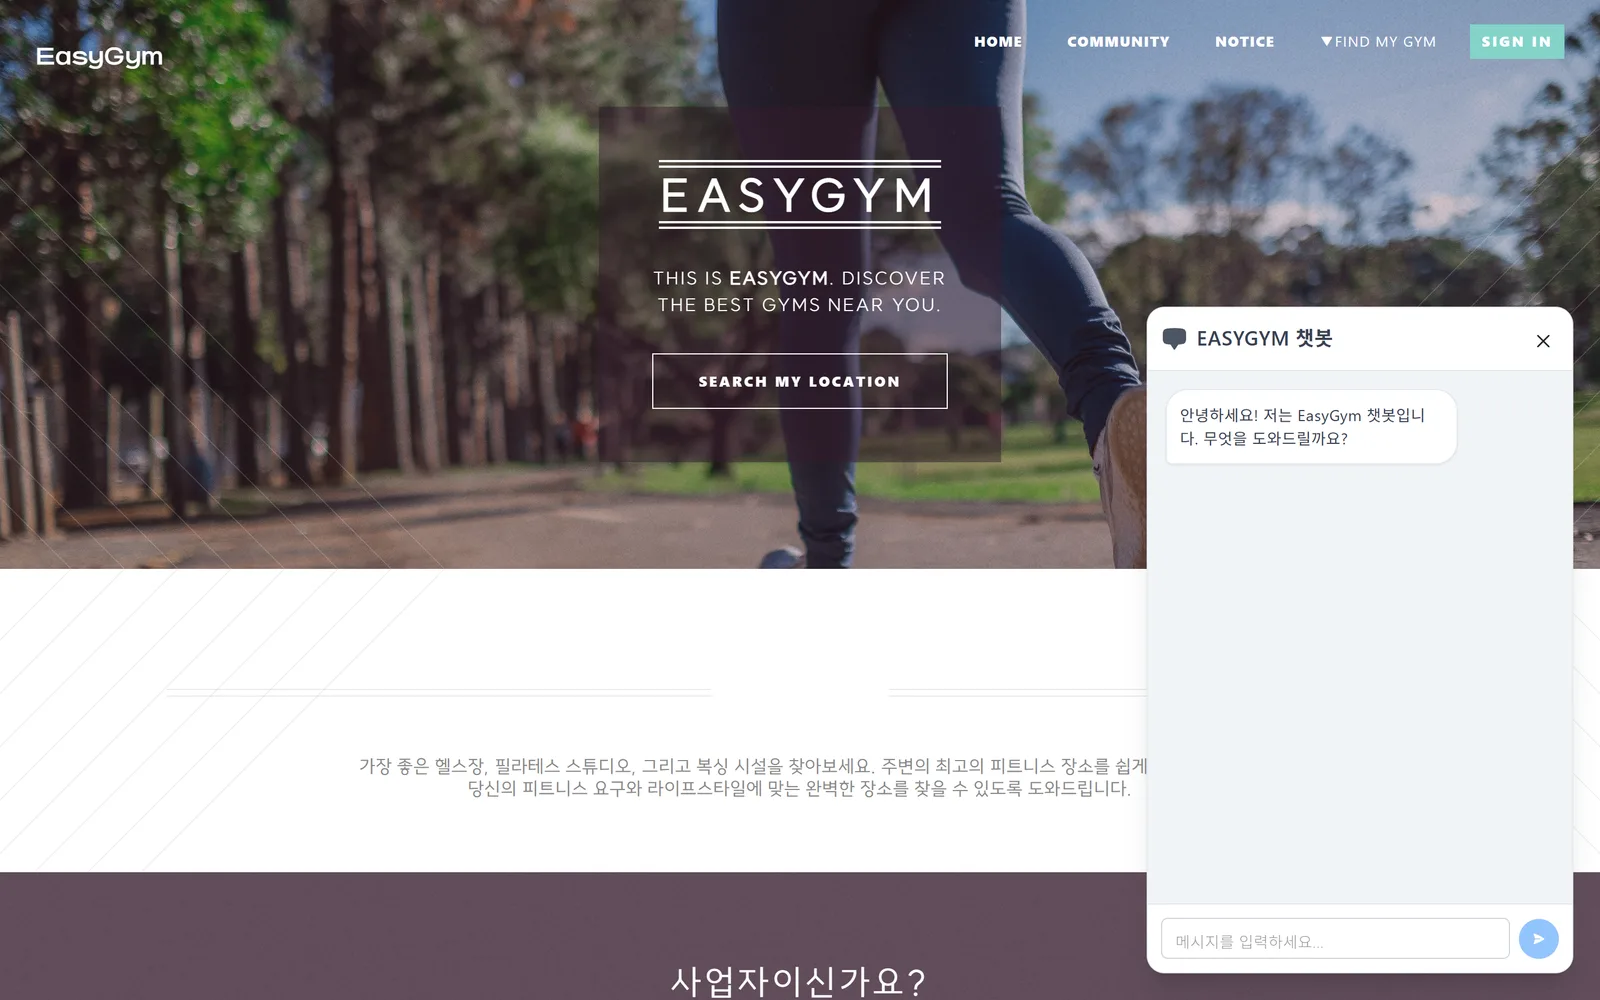 EasyGym
HOME
COMMUNITY
NOTICE
▼FIND MY GYM
SIGN IN
EASYGYM
THIS IS EASYGYM. DISCOVER
THE BEST GYMS NEAR YOU.
SEARCH MY LOCATION
EASYGYM 챗봇
안녕하세요! 저는 EasyGym 챗봇입니
다. 무엇을 도와드릴까요?
가장 좋은 헬스장, 필라테스 스튜디오, 그리고 복싱 시설을 찾아보세요. 주변의 최고의 피트니스 장소를 쉽게
당신의 피트니스 요구와 라이프스타일에 맞는 완벽한 장소를 찾을 수 있도록 도와드립니다.
메시지를 입력하세요...
사업자이신가요?